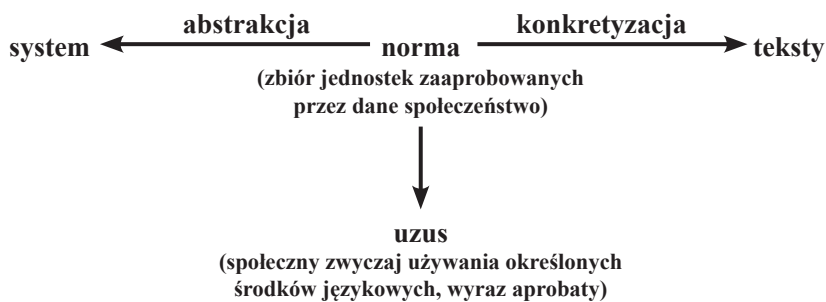 abstrakcja konkretyzacja
system norma teksty
(zbiór jednostek zaaprobowanych
przez dane społeczeństwo)
uzus
(społeczny zwyczaj używania określonych
środków językowych, wyraz aprobaty)